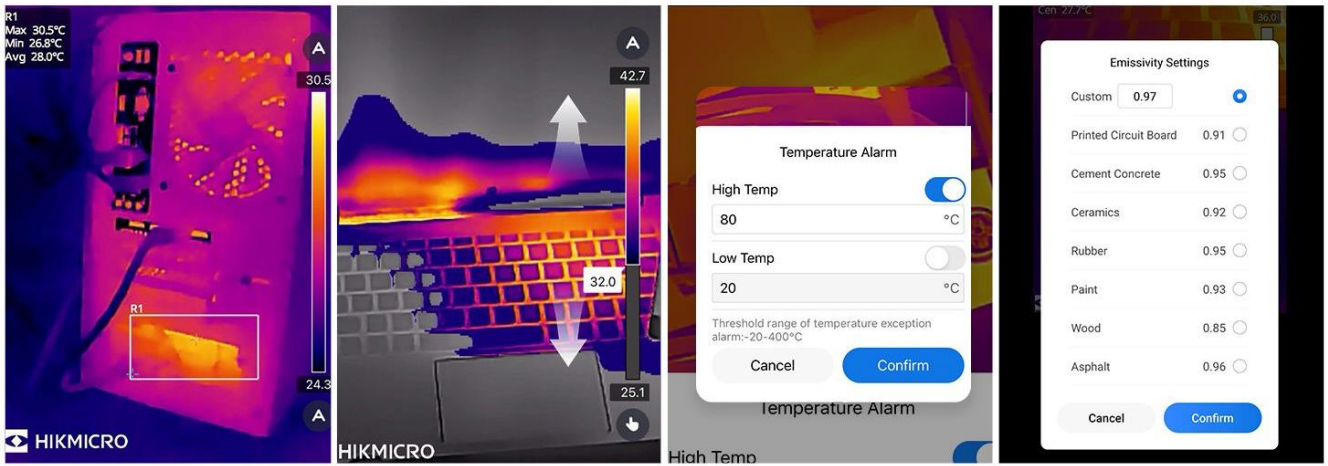 R1
Max 30.5°C
Min 26.8°C
Avg 28.0°C
A
30.5
R1
24.3
A
HIKMICRO
A
42.7
32.0
25.1
HIKMICRO
Temperature Alarm
High Temp
80 °C
Low Temp
20 °C
Threshold range of temperature exception
alarm:-20-400°C
Cancel Confirm
Temperature Alarm
High Temp
Cen 27.7°C
36.0
Emissivity Settings
Custom 0.97
Printed Circuit Board 0.91
Cement Concrete 0.95
Ceramics 0.92
Rubber 0.95
Paint 0.93
Wood 0.85
Asphalt 0.96
Cancel Confirm